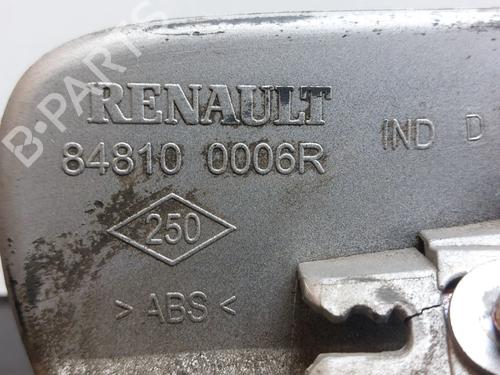 B-PARTS
RENAULT
84810 0006R IND D
250
> ABS <